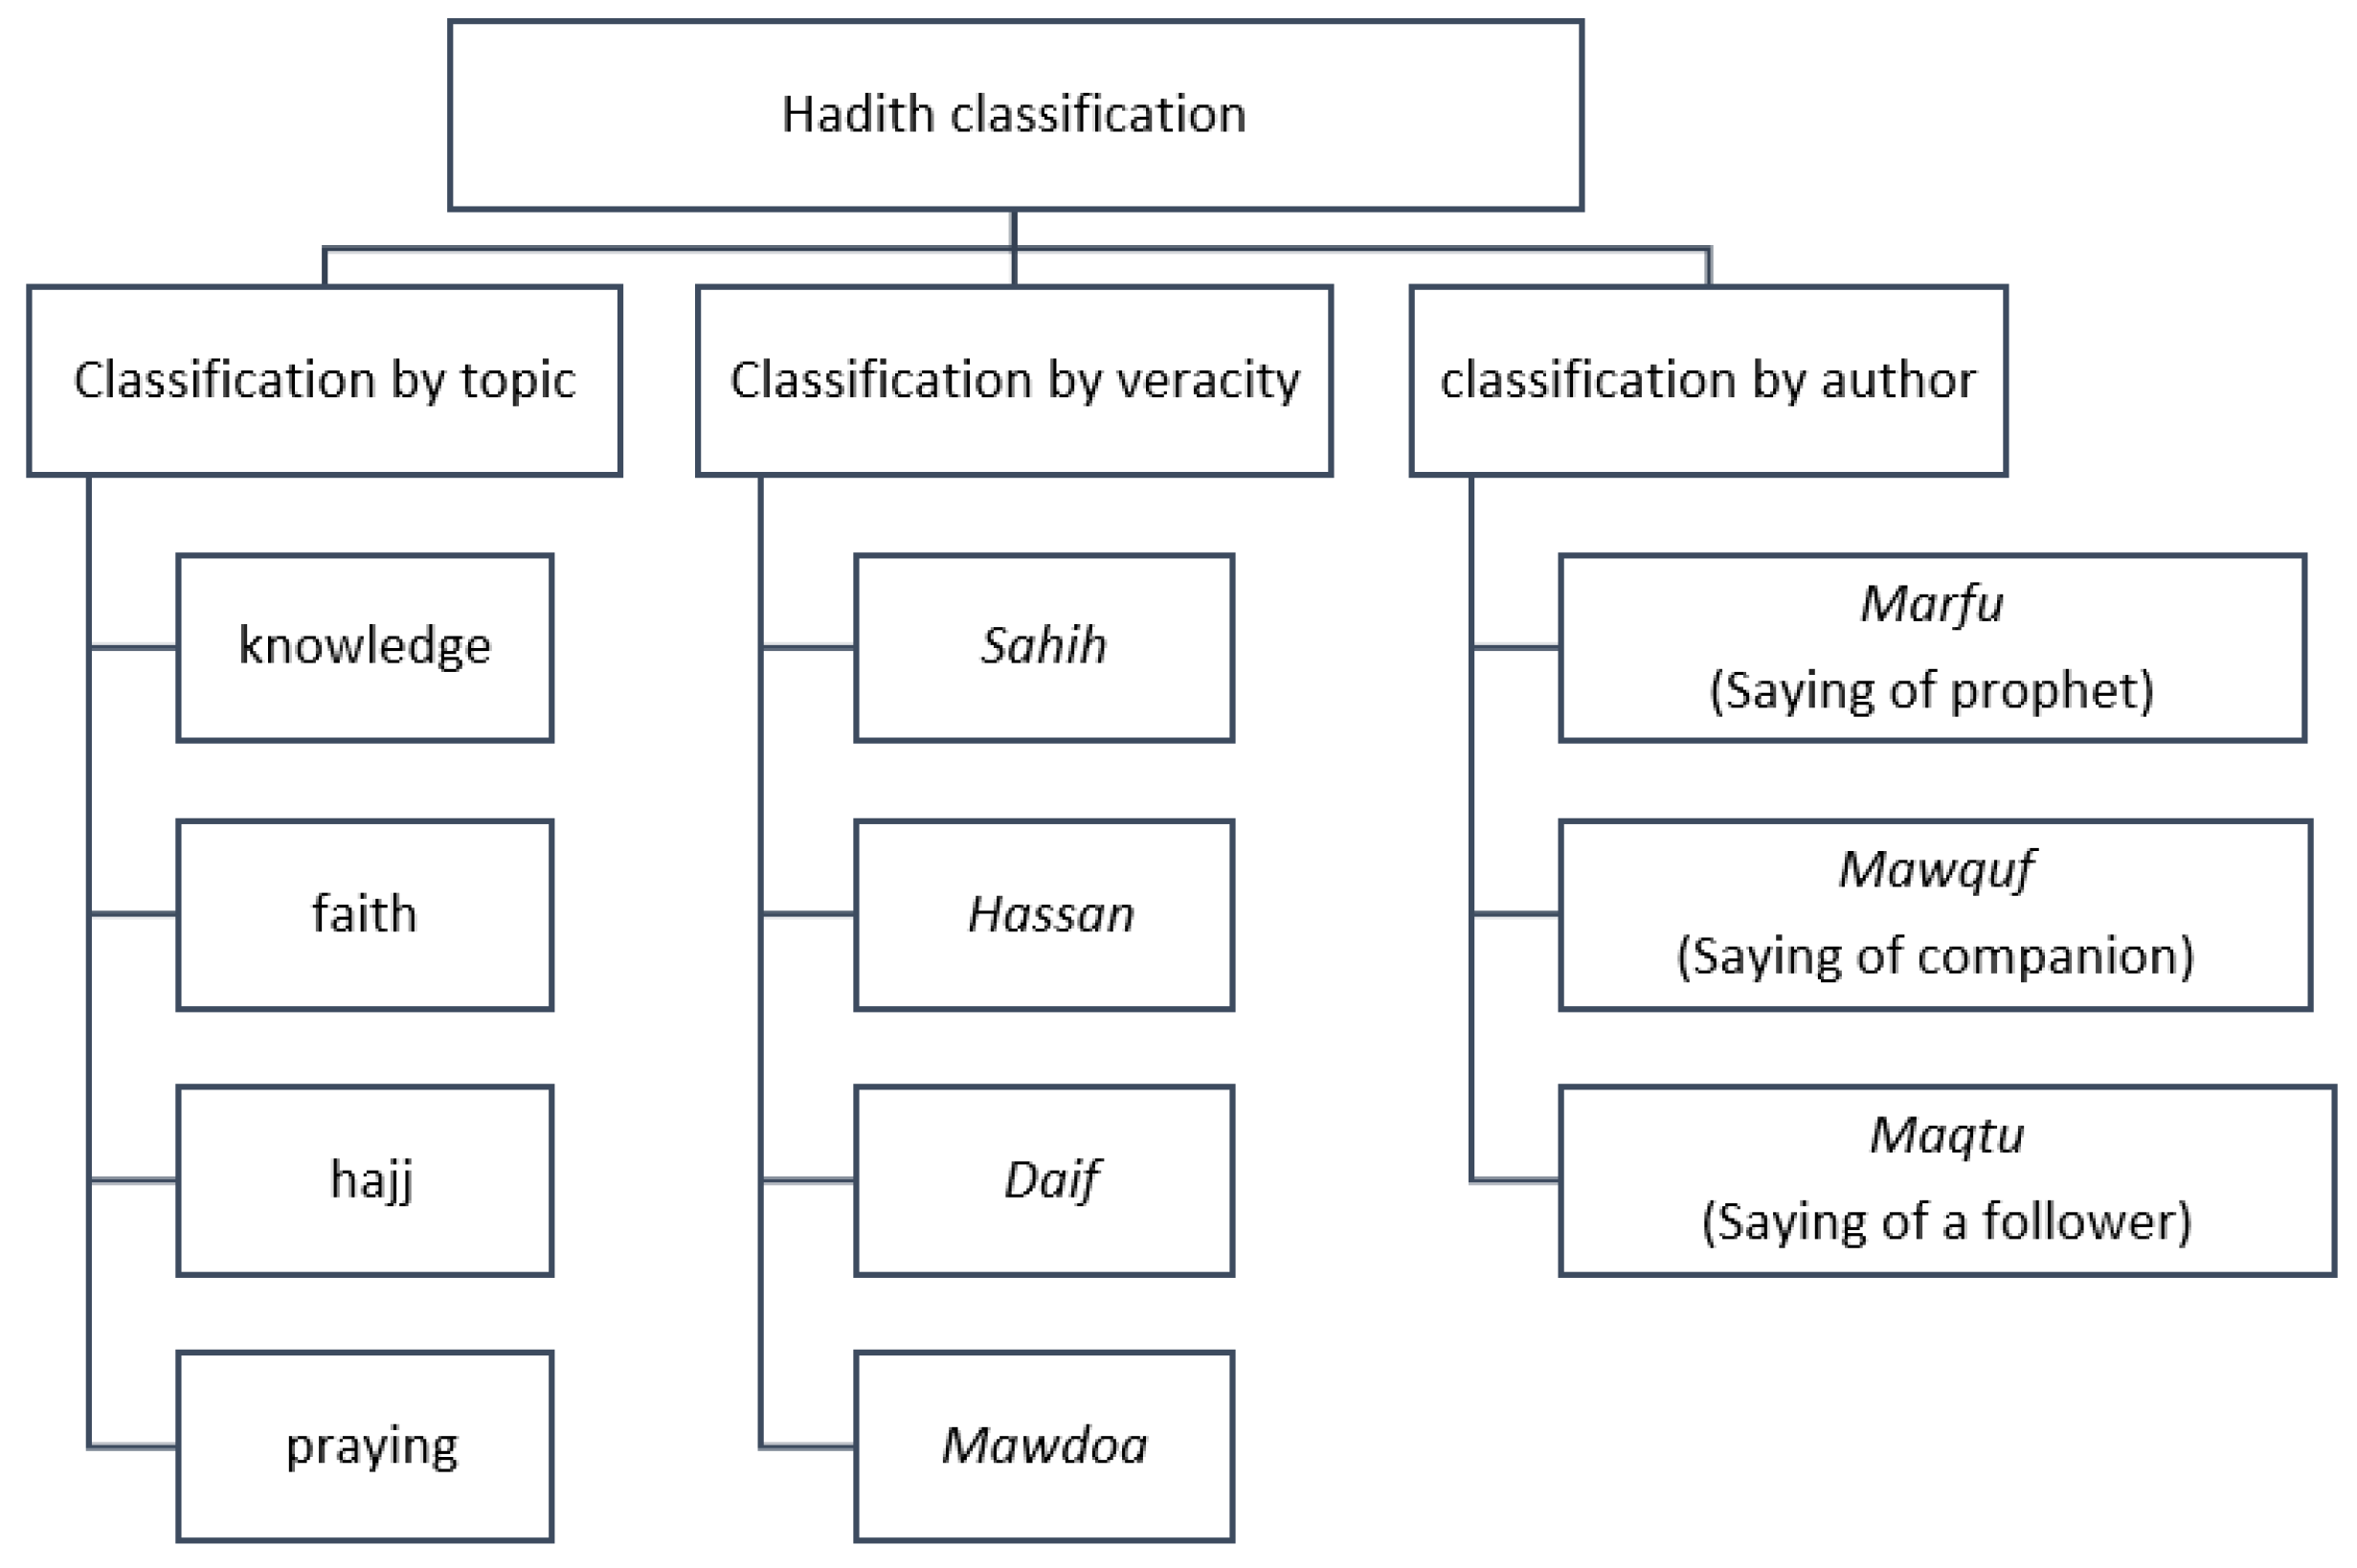 Hadith classification
Classification by topic
knowledge
faith
hajj
praying
Classification by veracity
Sahih
Hassan
Daif
Mawdoa
classification by author
Marfu
(Saying of prophet)
Mawquf
(Saying of companion)
Maqtu
(Saying of a follower)